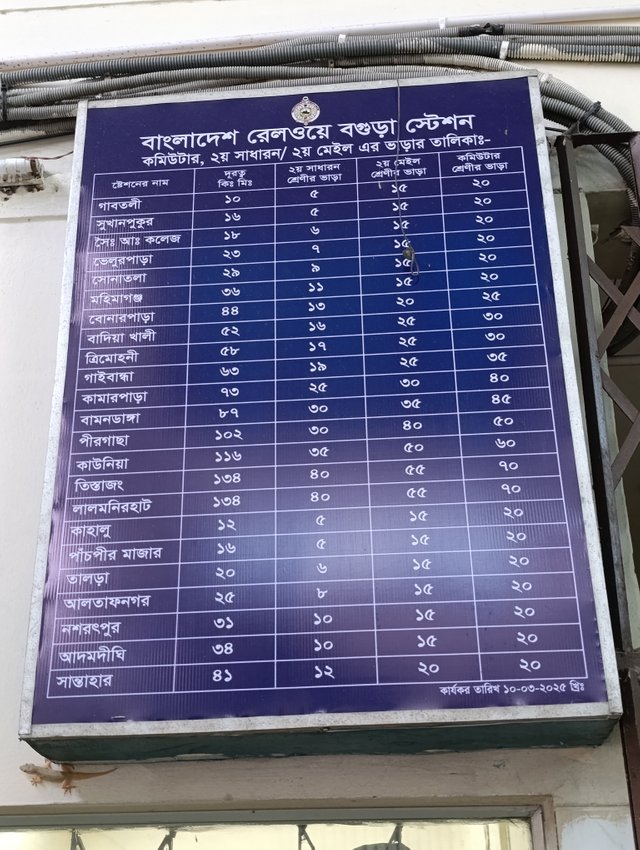 বাংলাদেশ রেলওয়ে বগুড়া স্টেশন
কমিউটার, ২য় সাধারন/ ২য় মেইল এর ভাড়ার তালিকাঃ-
ষ্টেশনের নাম দূরত্ব কিঃ মিঃ ২য় সাধারন শ্রেণীর ভাড়া ২য় মেইল শ্রেণীর ভাড়া কমিউটার শ্রেণীর ভাড়া
গাবতলী ১০ ৫ ১৫ ২০
সুখানপুকুর ১৬ ৫ ১৫ ২০
সৈঃ আঃ কলেজ ১৮ ৬ ১৫ ২০
ভেলুরপাড়া ২৩ ৭ ১৫ ২০
সোনাতলা ২৯ ৯ ১৫ ২০
মহিমাগঞ্জ ৩৬ ১১ ১৫ ২০
বোনারপাড়া ৪৪ ১৩ ২০ ২৫
বাদিয়া খালী ৫২ ১৬ ২৫ ৩০
ত্রিমোহনী ৫৮ ১৭ ২৫ ৩০
গাইবান্ধা ৬৩ ১৯ ২৫ ৩৫
কামারপাড়া ৭৩ ২৫ ৩০ ৪০
বামনডাঙ্গা ৮৭ ৩০ ৩৫ ৪৫
পীরগাছা ১০২ ৩০ ৪০ ৫০
কাউনিয়া ১১৬ ৩৫ ৫০ ৬০
তিস্তাজং ১৩৪ ৪০ ৫৫ ৭০
লালমনিরহাট ১৩৪ ৪০ ৫৫ ৭০
কাহালু ১২ ৫ ১৫ ২০
পাঁচপীর মাজার ১৬ ৫ ১৫ ২০
তালড়া ২০ ৬ ১৫ ২০
আলতাফনগর ২৫ ৮ ১৫ ২০
নশরৎপুর ৩১ ১০ ১৫ ২০
আদমদীঘি ৩৪ ১০ ১৫ ২০
সান্তাহার ৪১ ১২ ২০ ২০
কার্যকর তারিখ ১০-০৩-২০২৫ খ্রিঃ